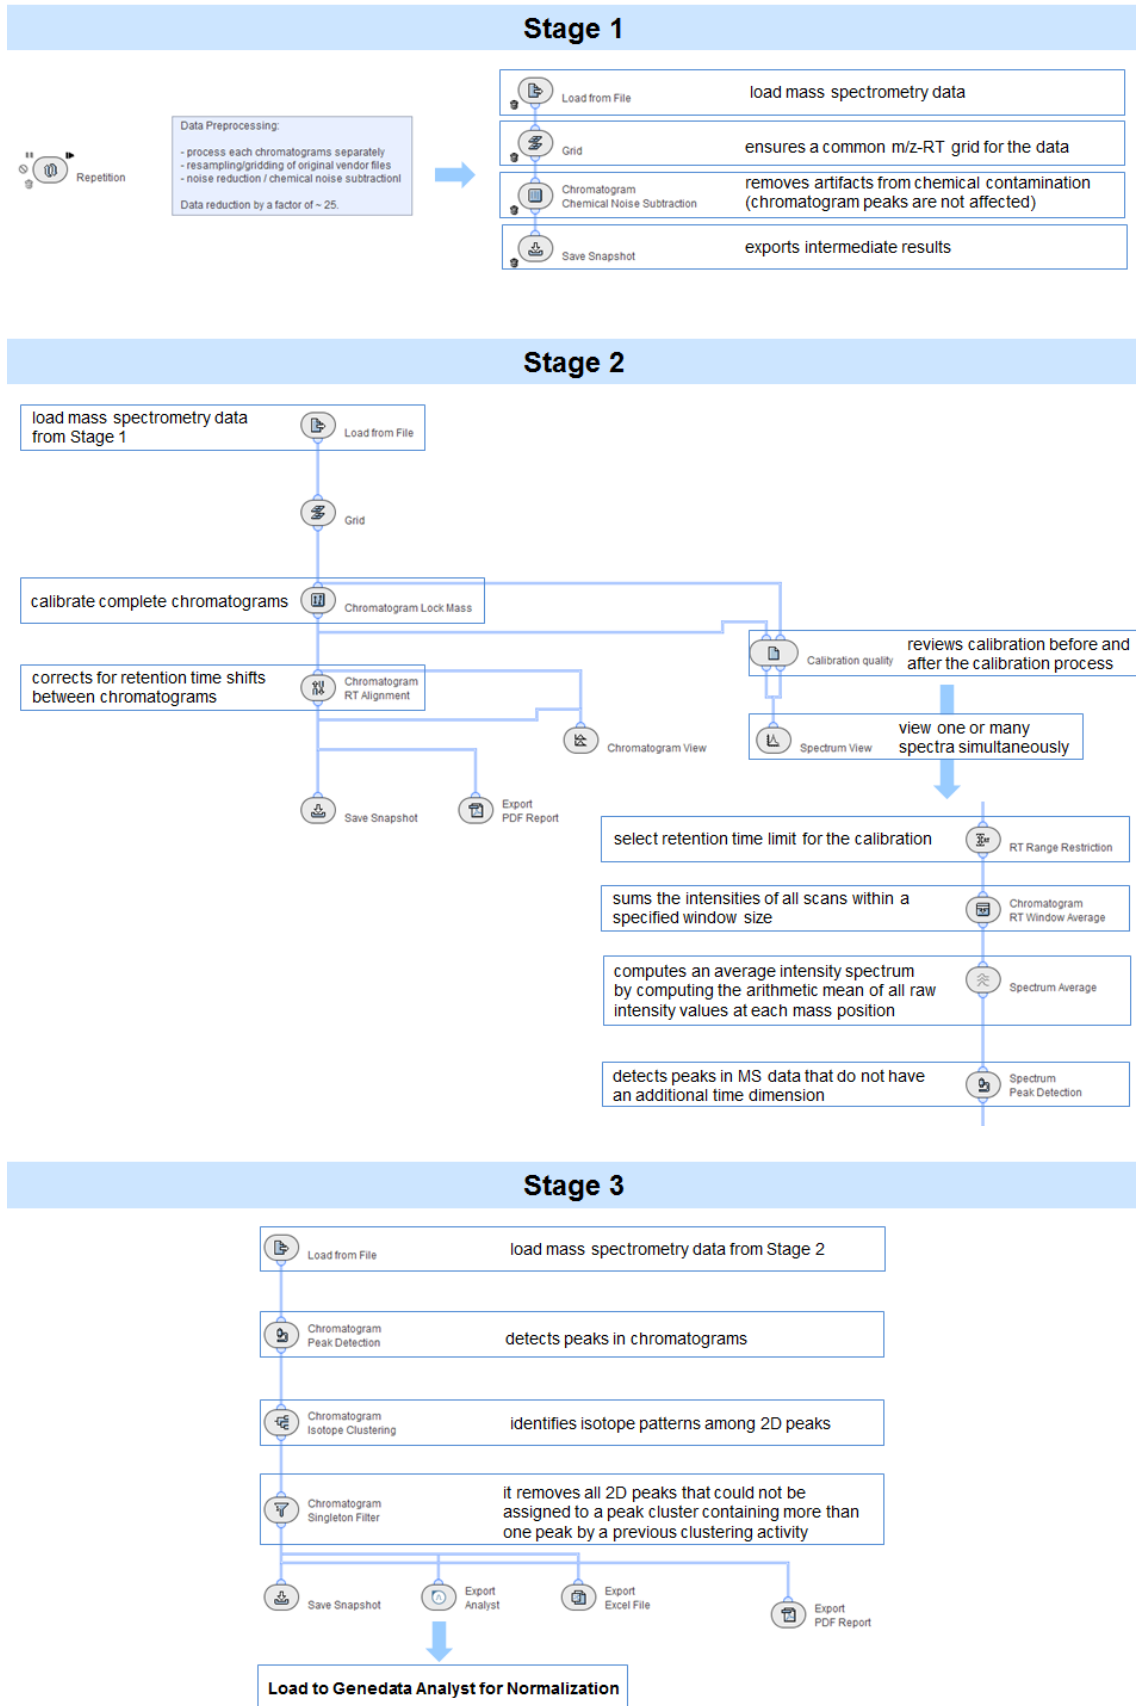 Stage 1
Repetition
Data Preprocessing:
- process each chromatograms separately
- resampling/gridding of original vendor files
- noise reduction / chemical noise subtractionl
Data reduction by a factor of ~ 25.
Load from File
load mass spectrometry data
Grid
ensures a common m/z-RT grid for the data
Chromatogram
Chemical Noise Subtraction
removes artifacts from chemical contamination
(chromatogram peaks are not affected)
Save Snapshot
exports intermediate results
Stage 2
load mass spectrometry data
from Stage 1
Load from File
Grid
calibrate complete chromatograms
Chromatogram Lock Mass
Calibration quality
reviews calibration before and
after the calibration process
corrects for retention time shifts
between chromatograms
Chromatogram
RT Alignment
Chromatogram View
Spectrum View
view one or many
spectra simultaneously
Save Snapshot
Export
PDF Report
select retention time limit for the calibration
RT Range Restriction
sums the intensities of all scans within a
specified window size
Chromatogram
RT Window Average
computes an average intensity spectrum
by computing the arithmetic mean of all raw
intensity values at each mass position
Spectrum Average
detects peaks in MS data that do not have
an additional time dimension
Spectrum
Peak Detection
Stage 3
Load from File
load mass spectrometry data from Stage 2
Chromatogram
Peak Detection
detects peaks in chromatograms
Chromatogram
Isotope Clustering
identifies isotope patterns among 2D peaks
Chromatogram
Singleton Filter
it removes all 2D peaks that could not be
assigned to a peak cluster containing more than
one peak by a previous clustering activity
Save Snapshot
Export
Analyst
Export
Excel File
Export
PDF Report
Load to Genedata Analyst for Normalization